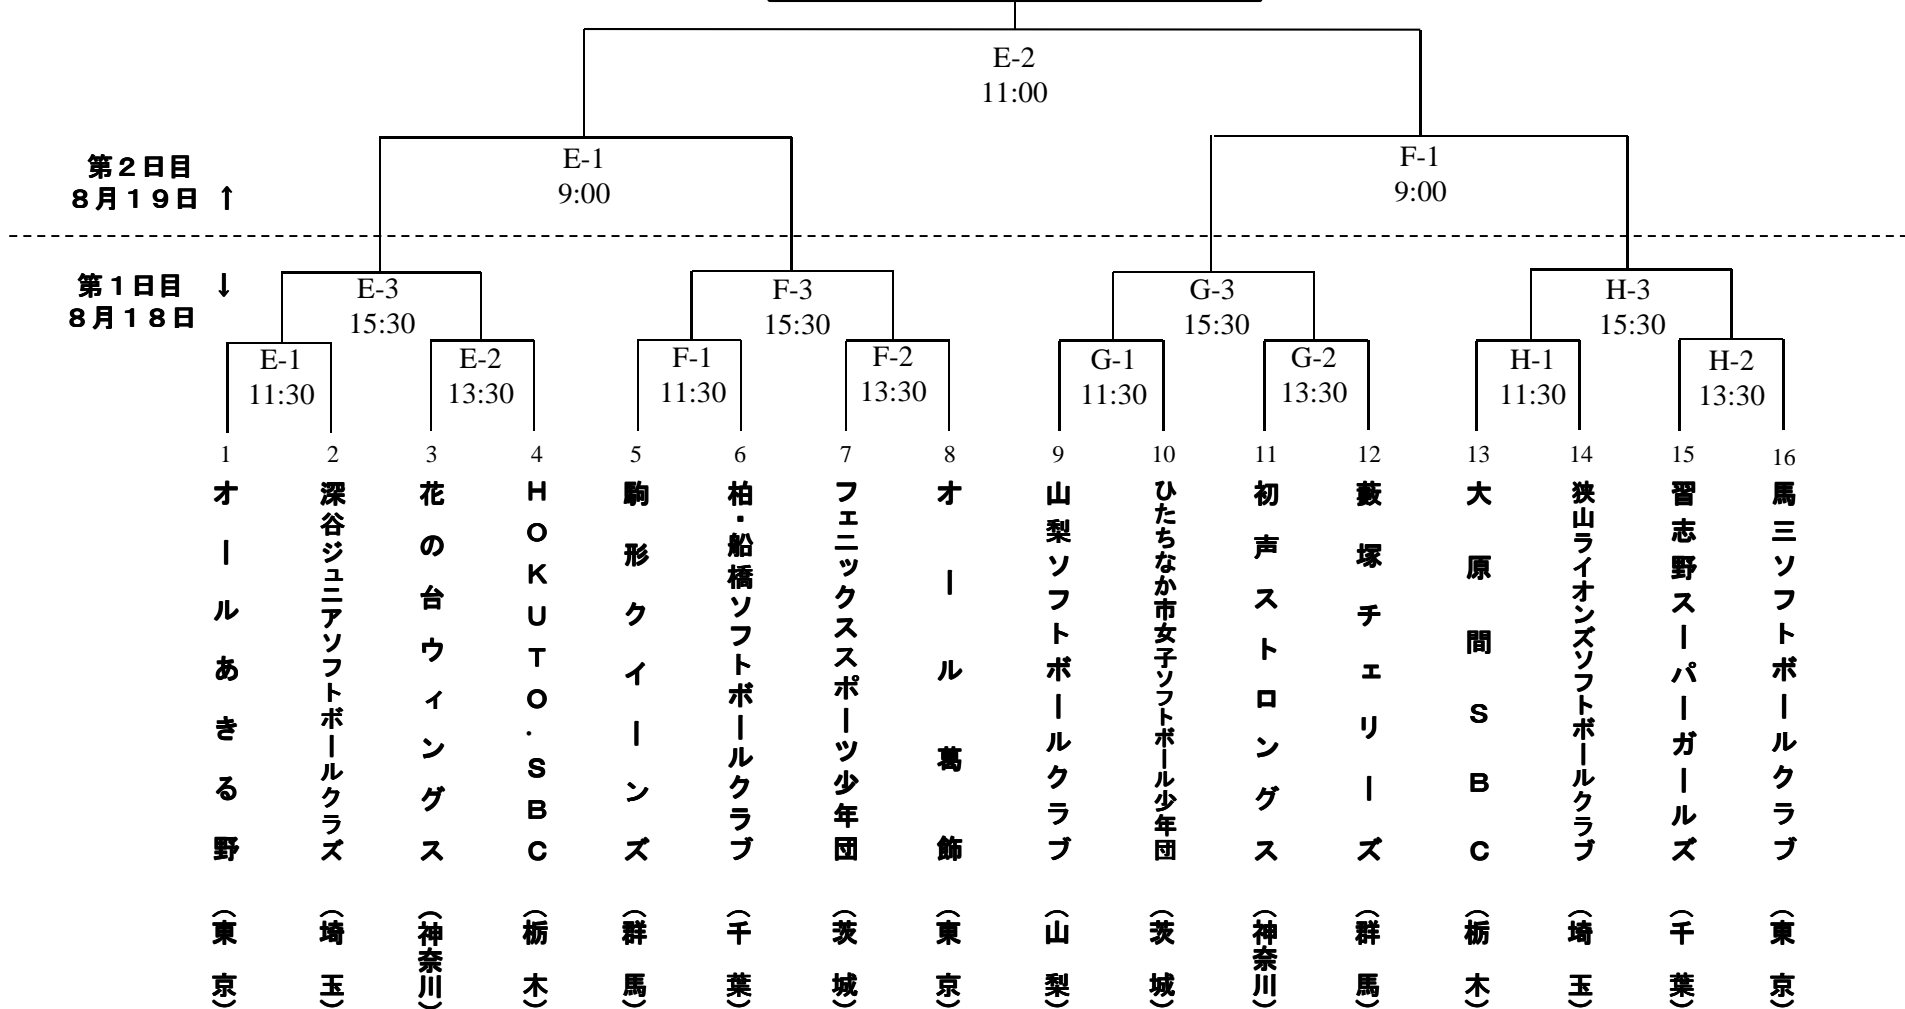 E-2
11:00
第２日目
８月１９日 ↑
E-1
9:00
F-1
9:00
第１日目 ↓
８月１８日
E-3
15:30
F-3
15:30
G-3
15:30
H-3
15:30
E-1
11:30
E-2
13:30
F-1
11:30
F-2
13:30
G-1
11:30
G-2
13:30
H-1
11:30
H-2
13:30
1
オールあきる野
（東京）
2
深谷ジュニアソフトボールクラズ
（埼玉）
3
花の台ウィングス
（神奈川）
4
ＨＯＫＵＴＯ．ＳＢＣ
（栃木）
5
駒形クイーンズ
（群馬）
6
柏・船橋ソフトボールクラブ
（千葉）
7
フェニックススポーツ少年団
（茨城）
8
オール葛飾
（東京）
9
山梨ソフトボールクラブ
（山梨）
10
ひたちなか市女子ソフトボール少年団
（茨城）
11
初声ストロングス
（神奈川）
12
藪塚チェリーズ
（群馬）
13
大原間ＳＢＣ
（栃木）
14
狭山ライオンズソフトボールクラブ
（埼玉）
15
習志野スーパーガールズ
（千葉）
16
馬三ソフトボールクラブ
（東京）